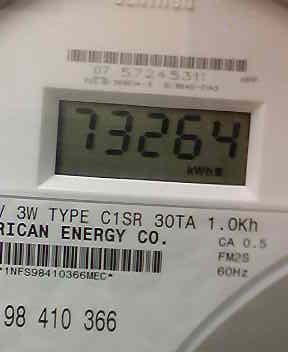 07 5724531
73264
kWh
V 3W TYPE C1SR 30TA 1.0Kh
RICAN ENERGY CO.
CA 0.5
FM2S
60Hz
*1NFS98410366MEC*
98 410 366